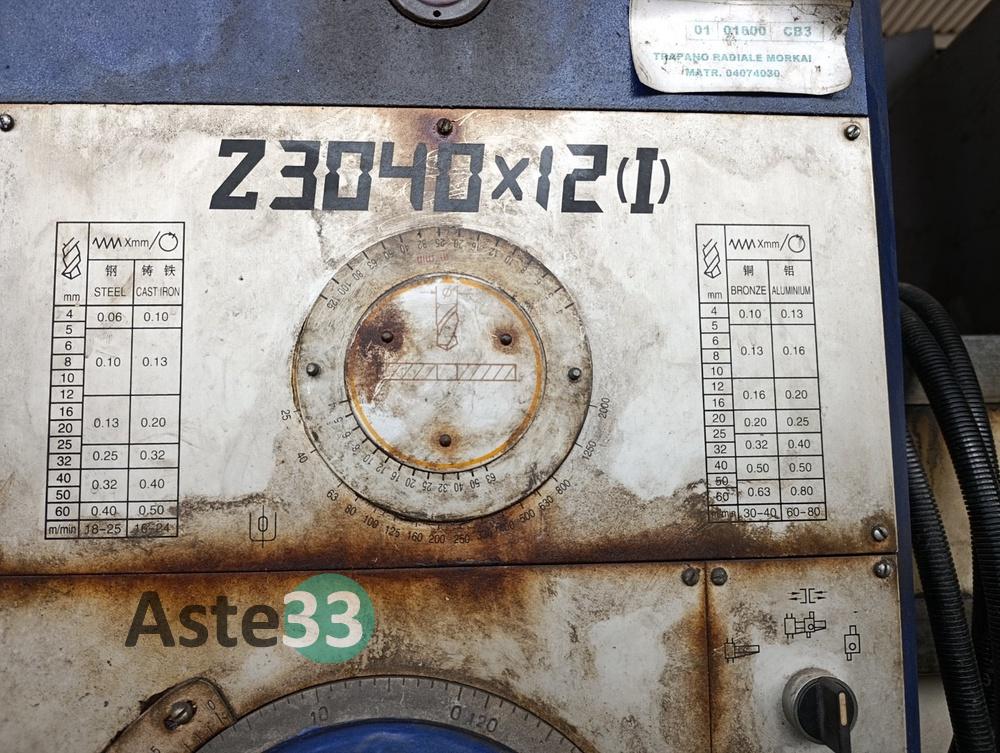 01 01800 CB3
TRAPANO RADIALE MORKAI
MATR. 04074030
Z3040x12(I)
Xmm/
钢 铸铁
mm STEEL CAST IRON
4 0.06 0.10
5
6
8 0.10 0.13
10
12
16
20 0.13 0.20
25
32 0.25 0.32
40
50 0.32 0.40
60 0.40 0.50
m/min 18-25 16-24
Xmm/
铜 铝
mm BRONZE ALUMINIUM
4 0.10 0.13
5
6
8 0.13 0.16
10
12
16 0.16 0.20
20 0.20 0.25
25
32 0.32 0.40
40 0.50 0.50
50
60 0.63 0.80
30-40 60-80
25 40 63 80 100 125 160 200 250 500 630 800 1250 2000
Aste33
10 0 120
0
5